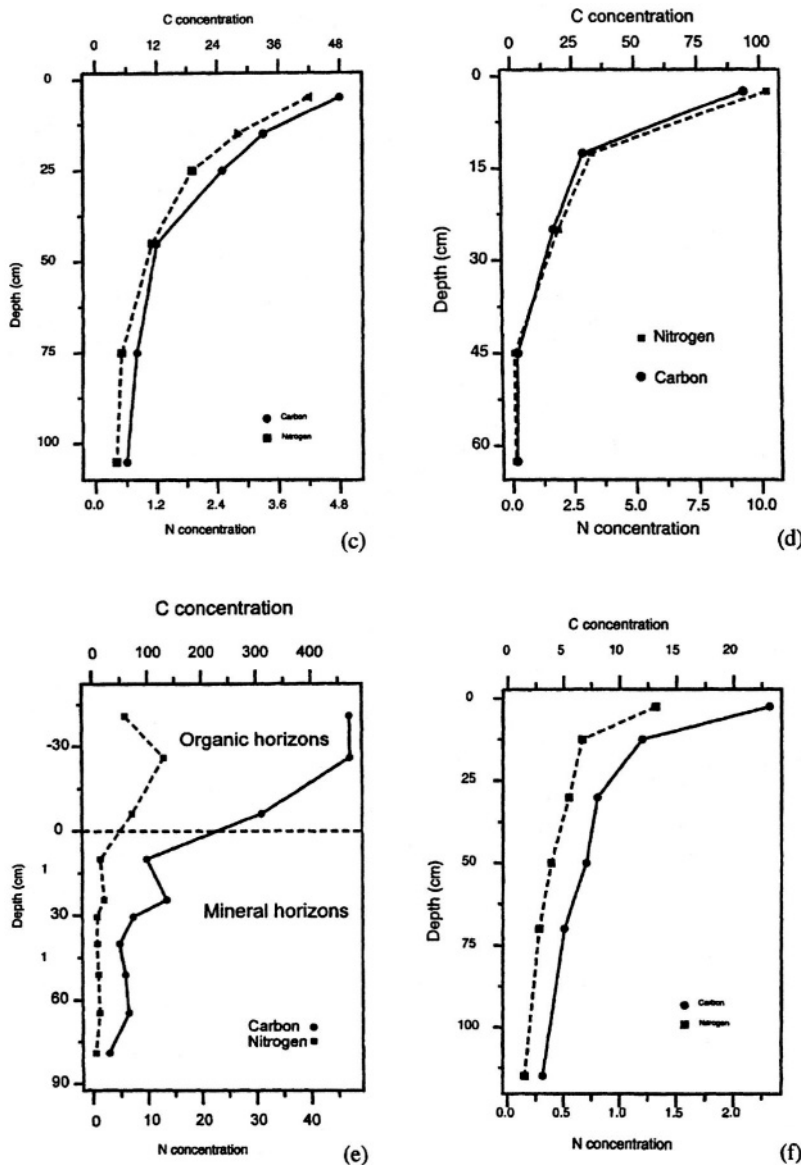 C concentration
0 12 24 36 48
0
25
50
75
100
Depth (cm)
Carbon
Nitrogen
0.0 1.2 2.4 3.6 4.8
N concentration
(c)
C concentration
0 25 50 75 100
0
15
30
45
60
Depth (cm)
Nitrogen
Carbon
0.0 2.5 5.0 7.5 10.0
N concentration
(d)
C concentration
0 100 200 300 400
-30
0
1
30
1
60
90
Depth (cm)
Organic horizons
Mineral horizons
Carbon
Nitrogen
0 10 20 30 40
N concentration
(e)
C concentration
0 5 10 15 20
0
25
50
75
100
Depth (cm)
Carbon
Nitrogen
0.0 0.5 1.0 1.5 2.0
N concentration
(f)